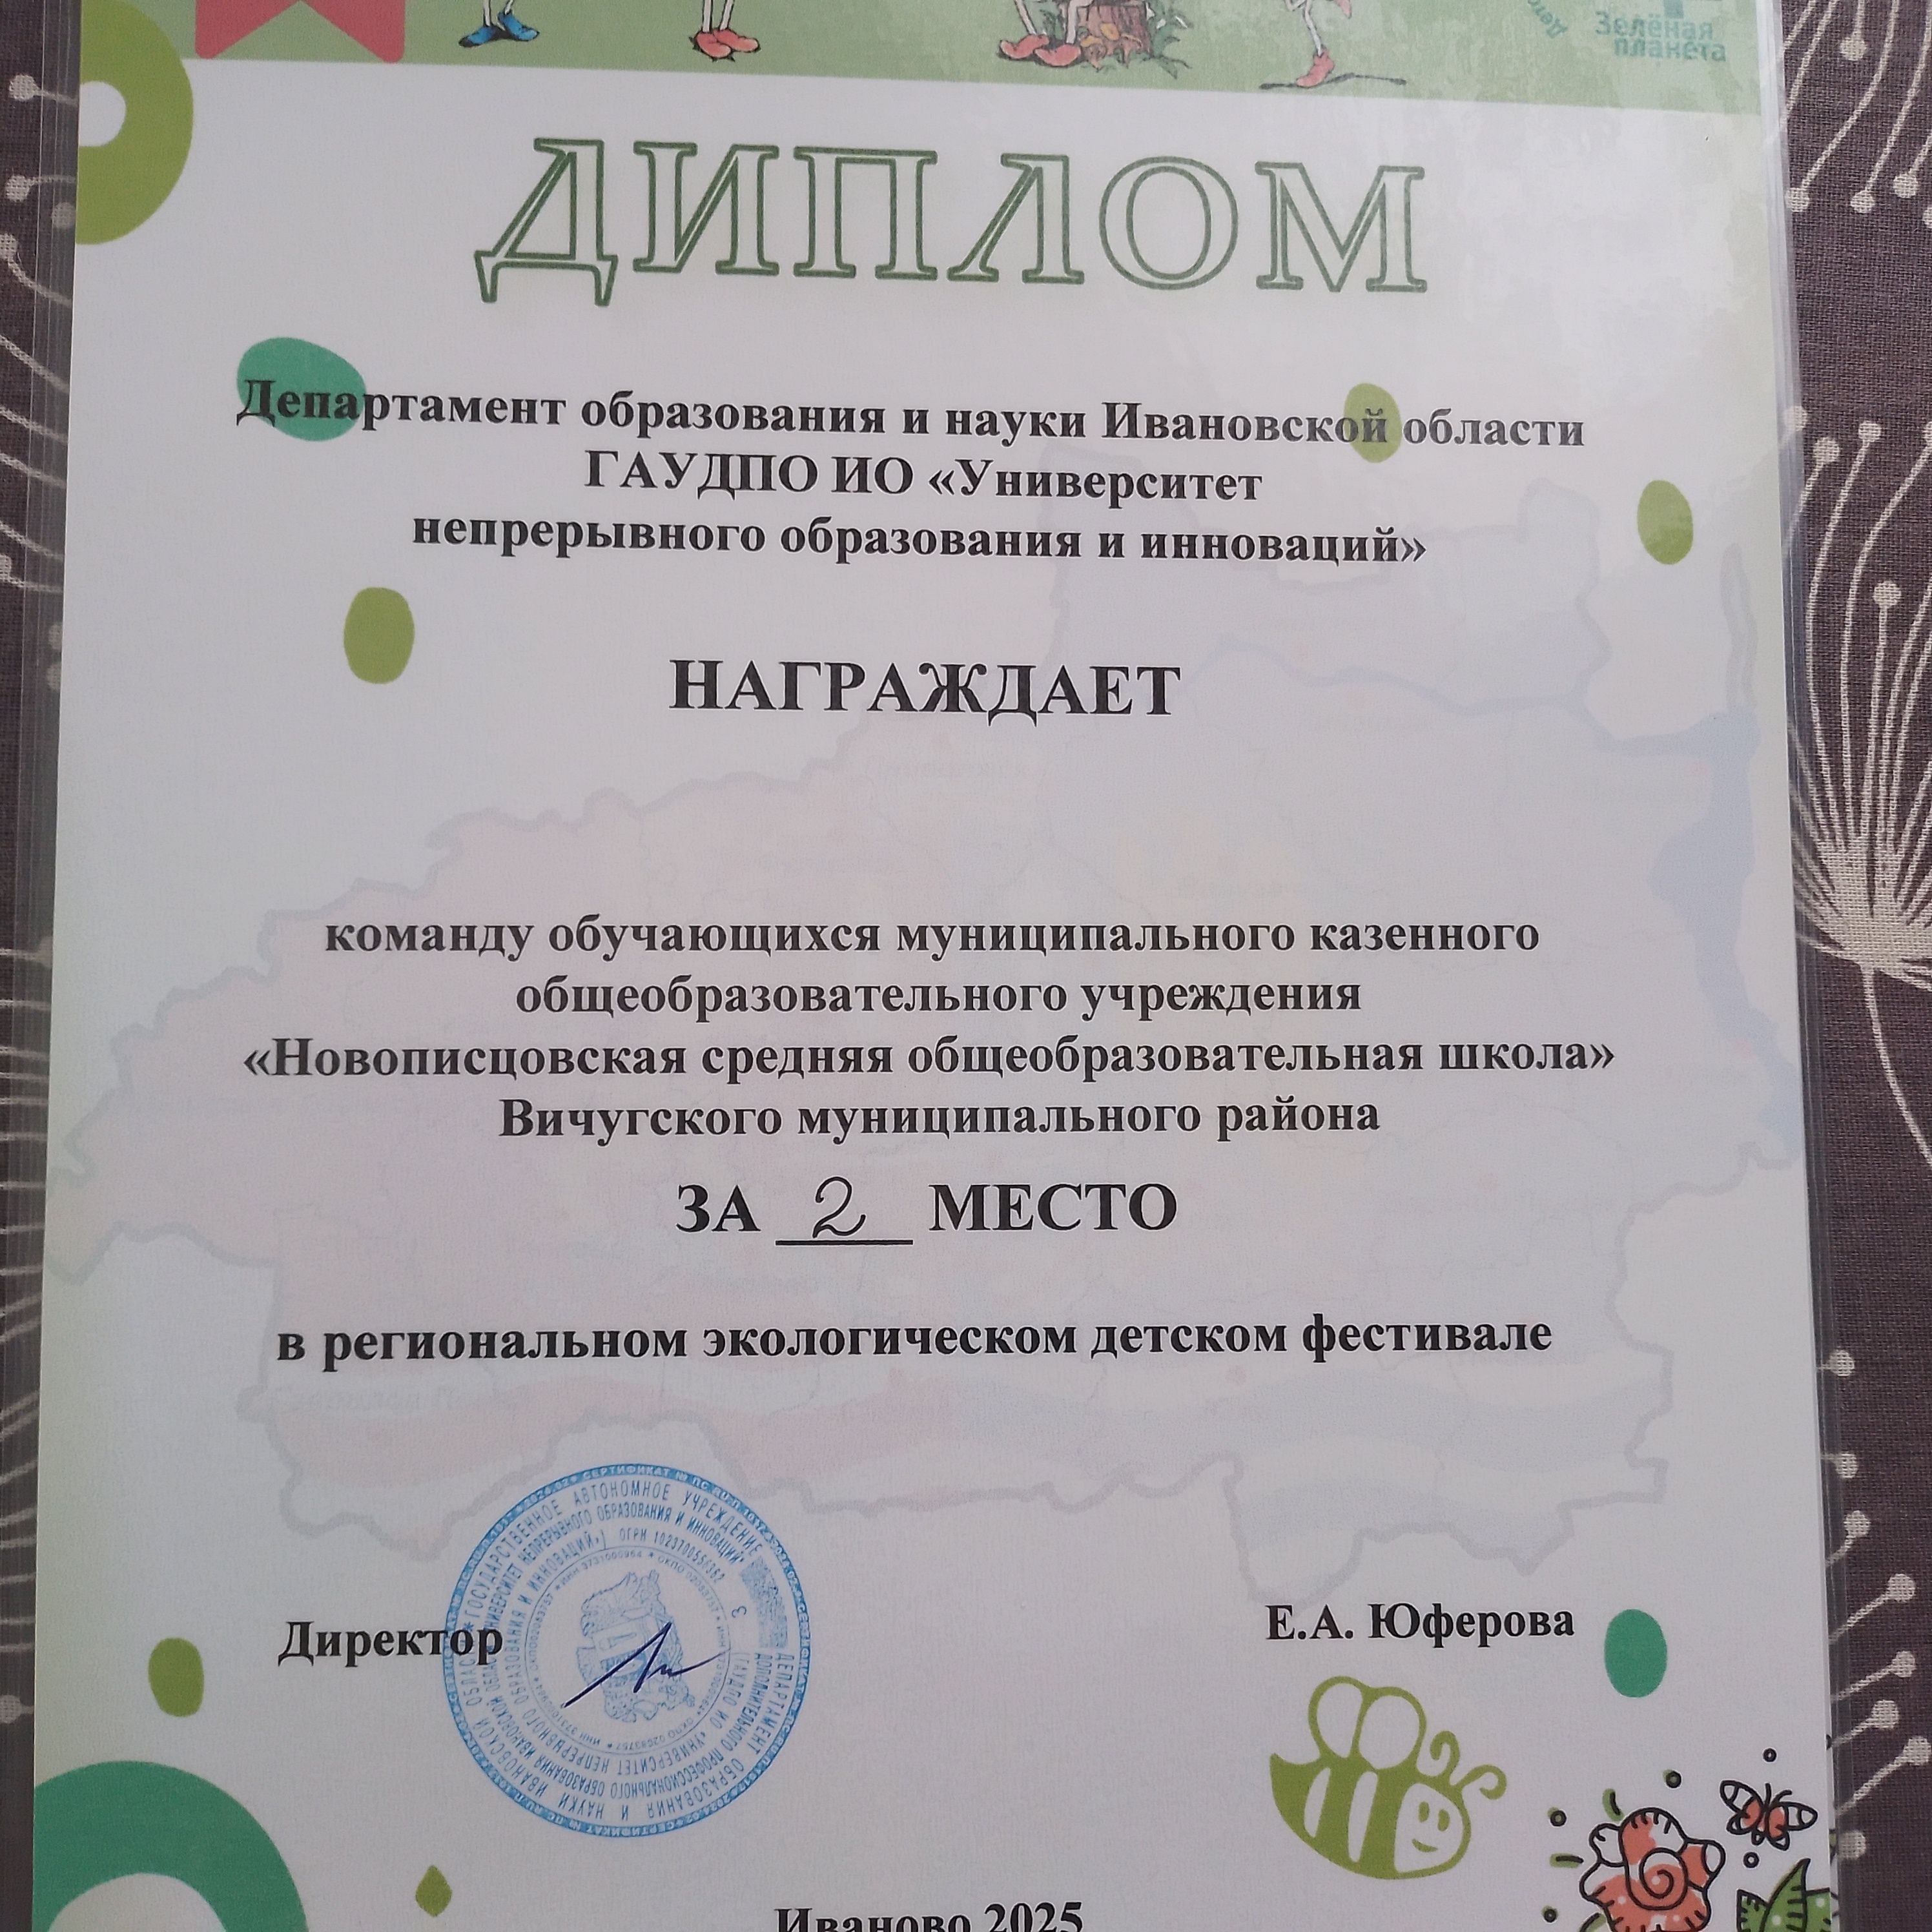 Зелёная
планета
ДИПЛОМ
Департамент образования и науки Ивановской области
ГАУДПО ИО «Университет
непрерывного образования и инноваций»
НАГРАЖДАЕТ
команду обучающихся муниципального казенного
общеобразовательного учреждения
«Новописцовская средняя общеобразовательная школа»
Вичугского муниципального района
ЗА 2 МЕСТО
в региональном экологическом детском фестивале
Директор
Е.А. Юферова
Иваново 2025